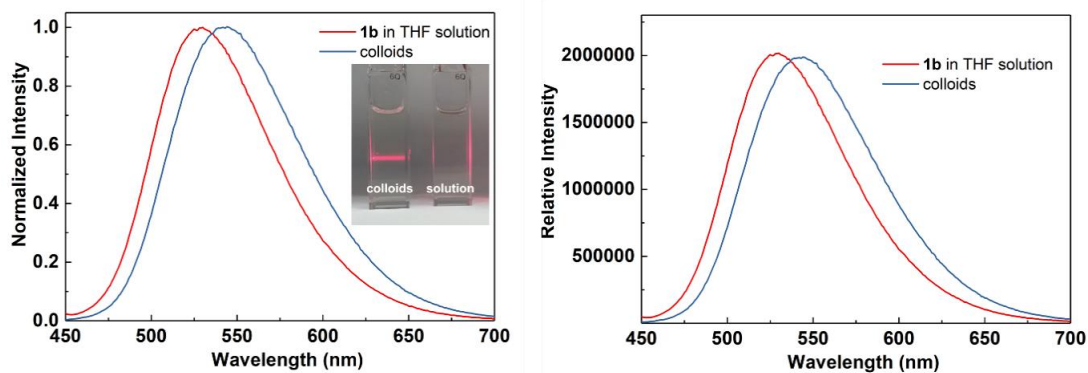 1.0
0.8
0.6
0.4
0.2
0.0
Normalized Intensity
1b in THF solution
colloids
6Q 6Q
colloids solution
450 500 550 600 650 700
Wavelength (nm)
2000000
1500000
1000000
500000
Relative Intensity
1b in THF solution
colloids
450 500 550 600 650 700
Wavelength (nm)